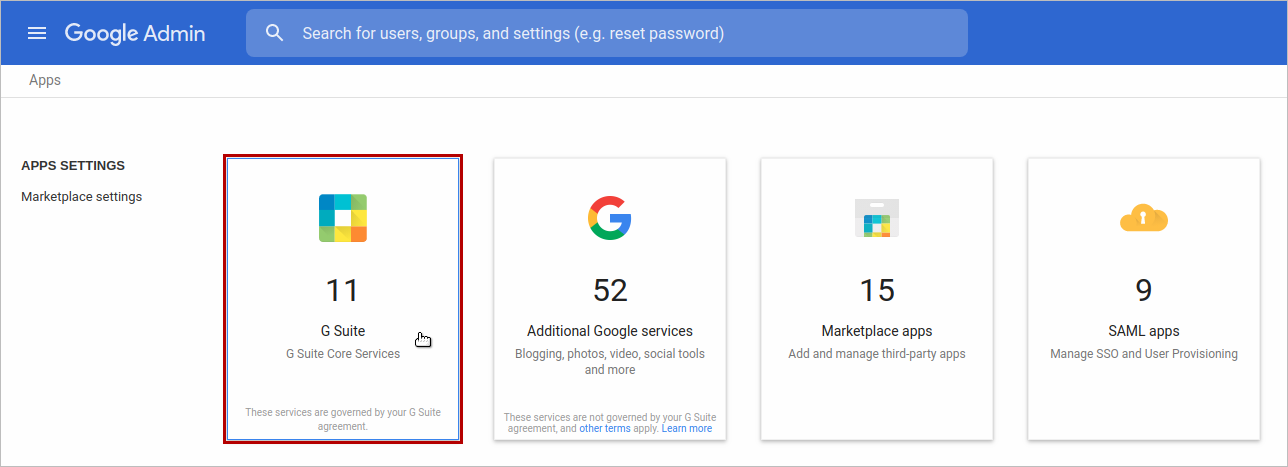 Google Admin
Search for users, groups, and settings (e.g. reset password)
Apps
APPS SETTINGS
Marketplace settings
11
G Suite
G Suite Core Services
These services are governed by your G Suite
agreement.
52
Additional Google services
Blogging, photos, video, social tools
and more
These services are not governed by your G Suite
agreement, and other terms apply. Learn more
15
Marketplace apps
Add and manage third-party apps
9
SAML apps
Manage SSO and User Provisioning